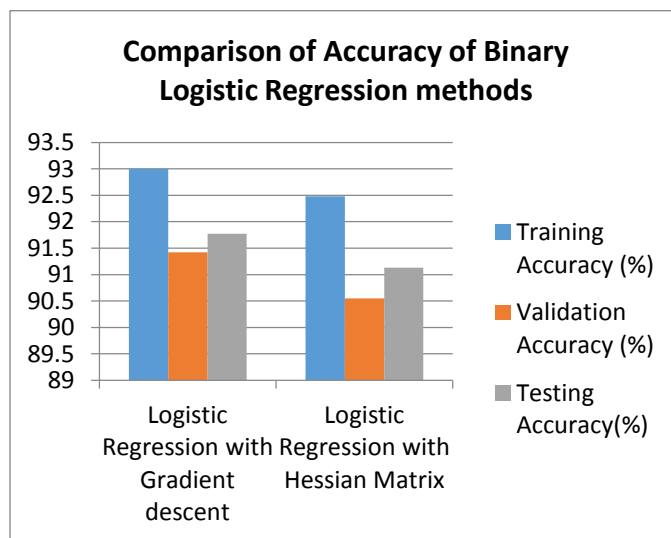 Comparison of Accuracy of Binary
Logistic Regression methods
93.5
93
92.5
92
91.5
91
90.5
90
89.5
89
Logistic
Regression with
Gradient
descent
Logistic
Regression with
Hessian Matrix
Training
Accuracy (%)
Validation
Accuracy (%)
Testing
Accuracy(%)